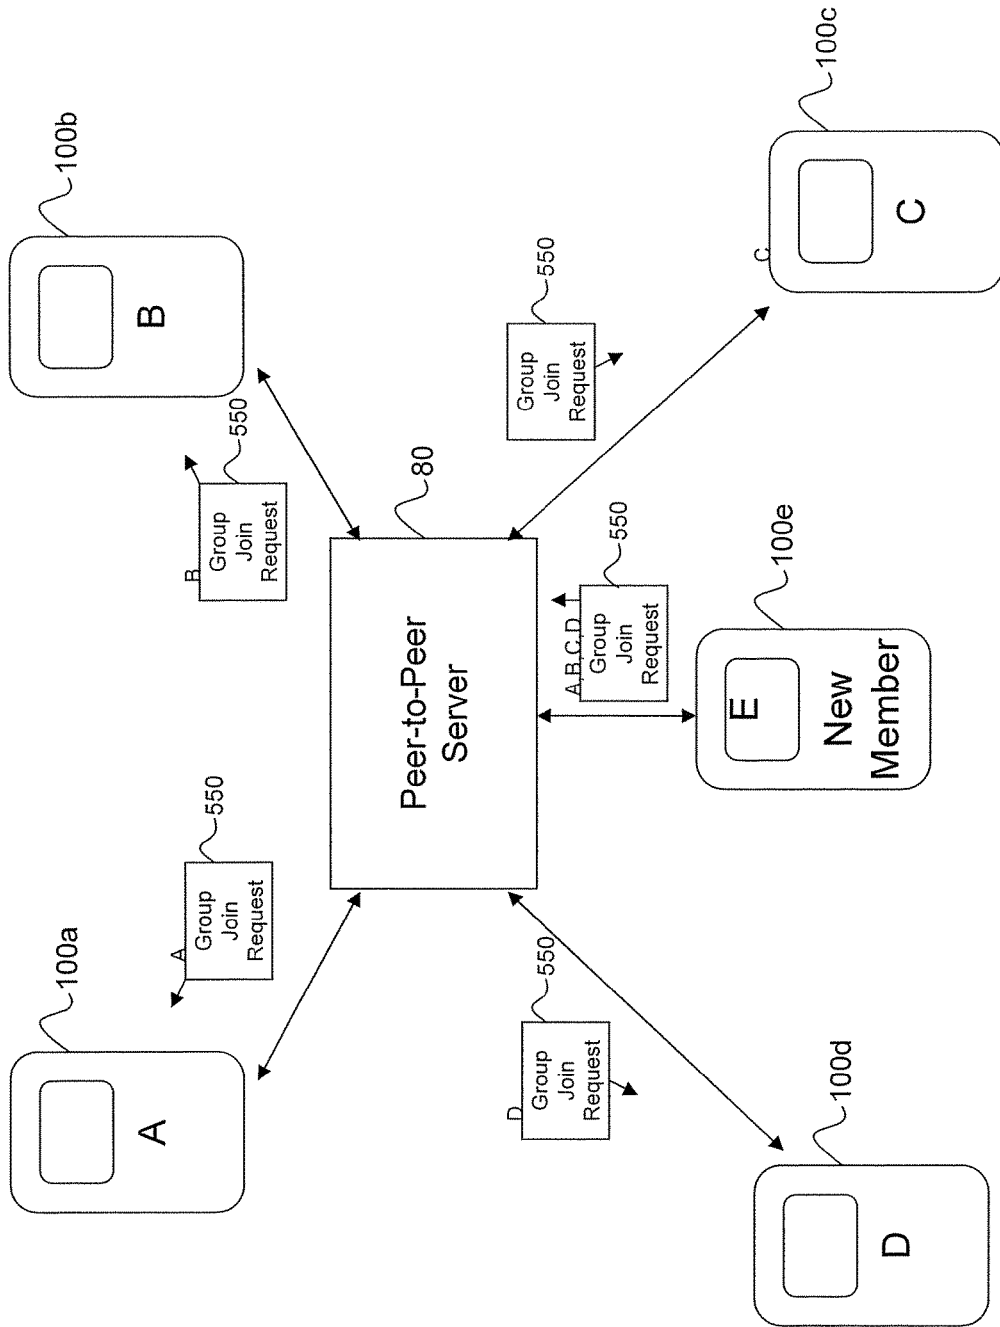 100a
A
100b
B
A
Group
Join
Request
550
B
Group
Join
Request
550
Peer-to-Peer
Server
80
D
Group
Join
Request
550
A, B, C, D
Group
Join
Request
550
Group
Join
Request
550
100d
D
E
New
Member
100e
C
100c
C